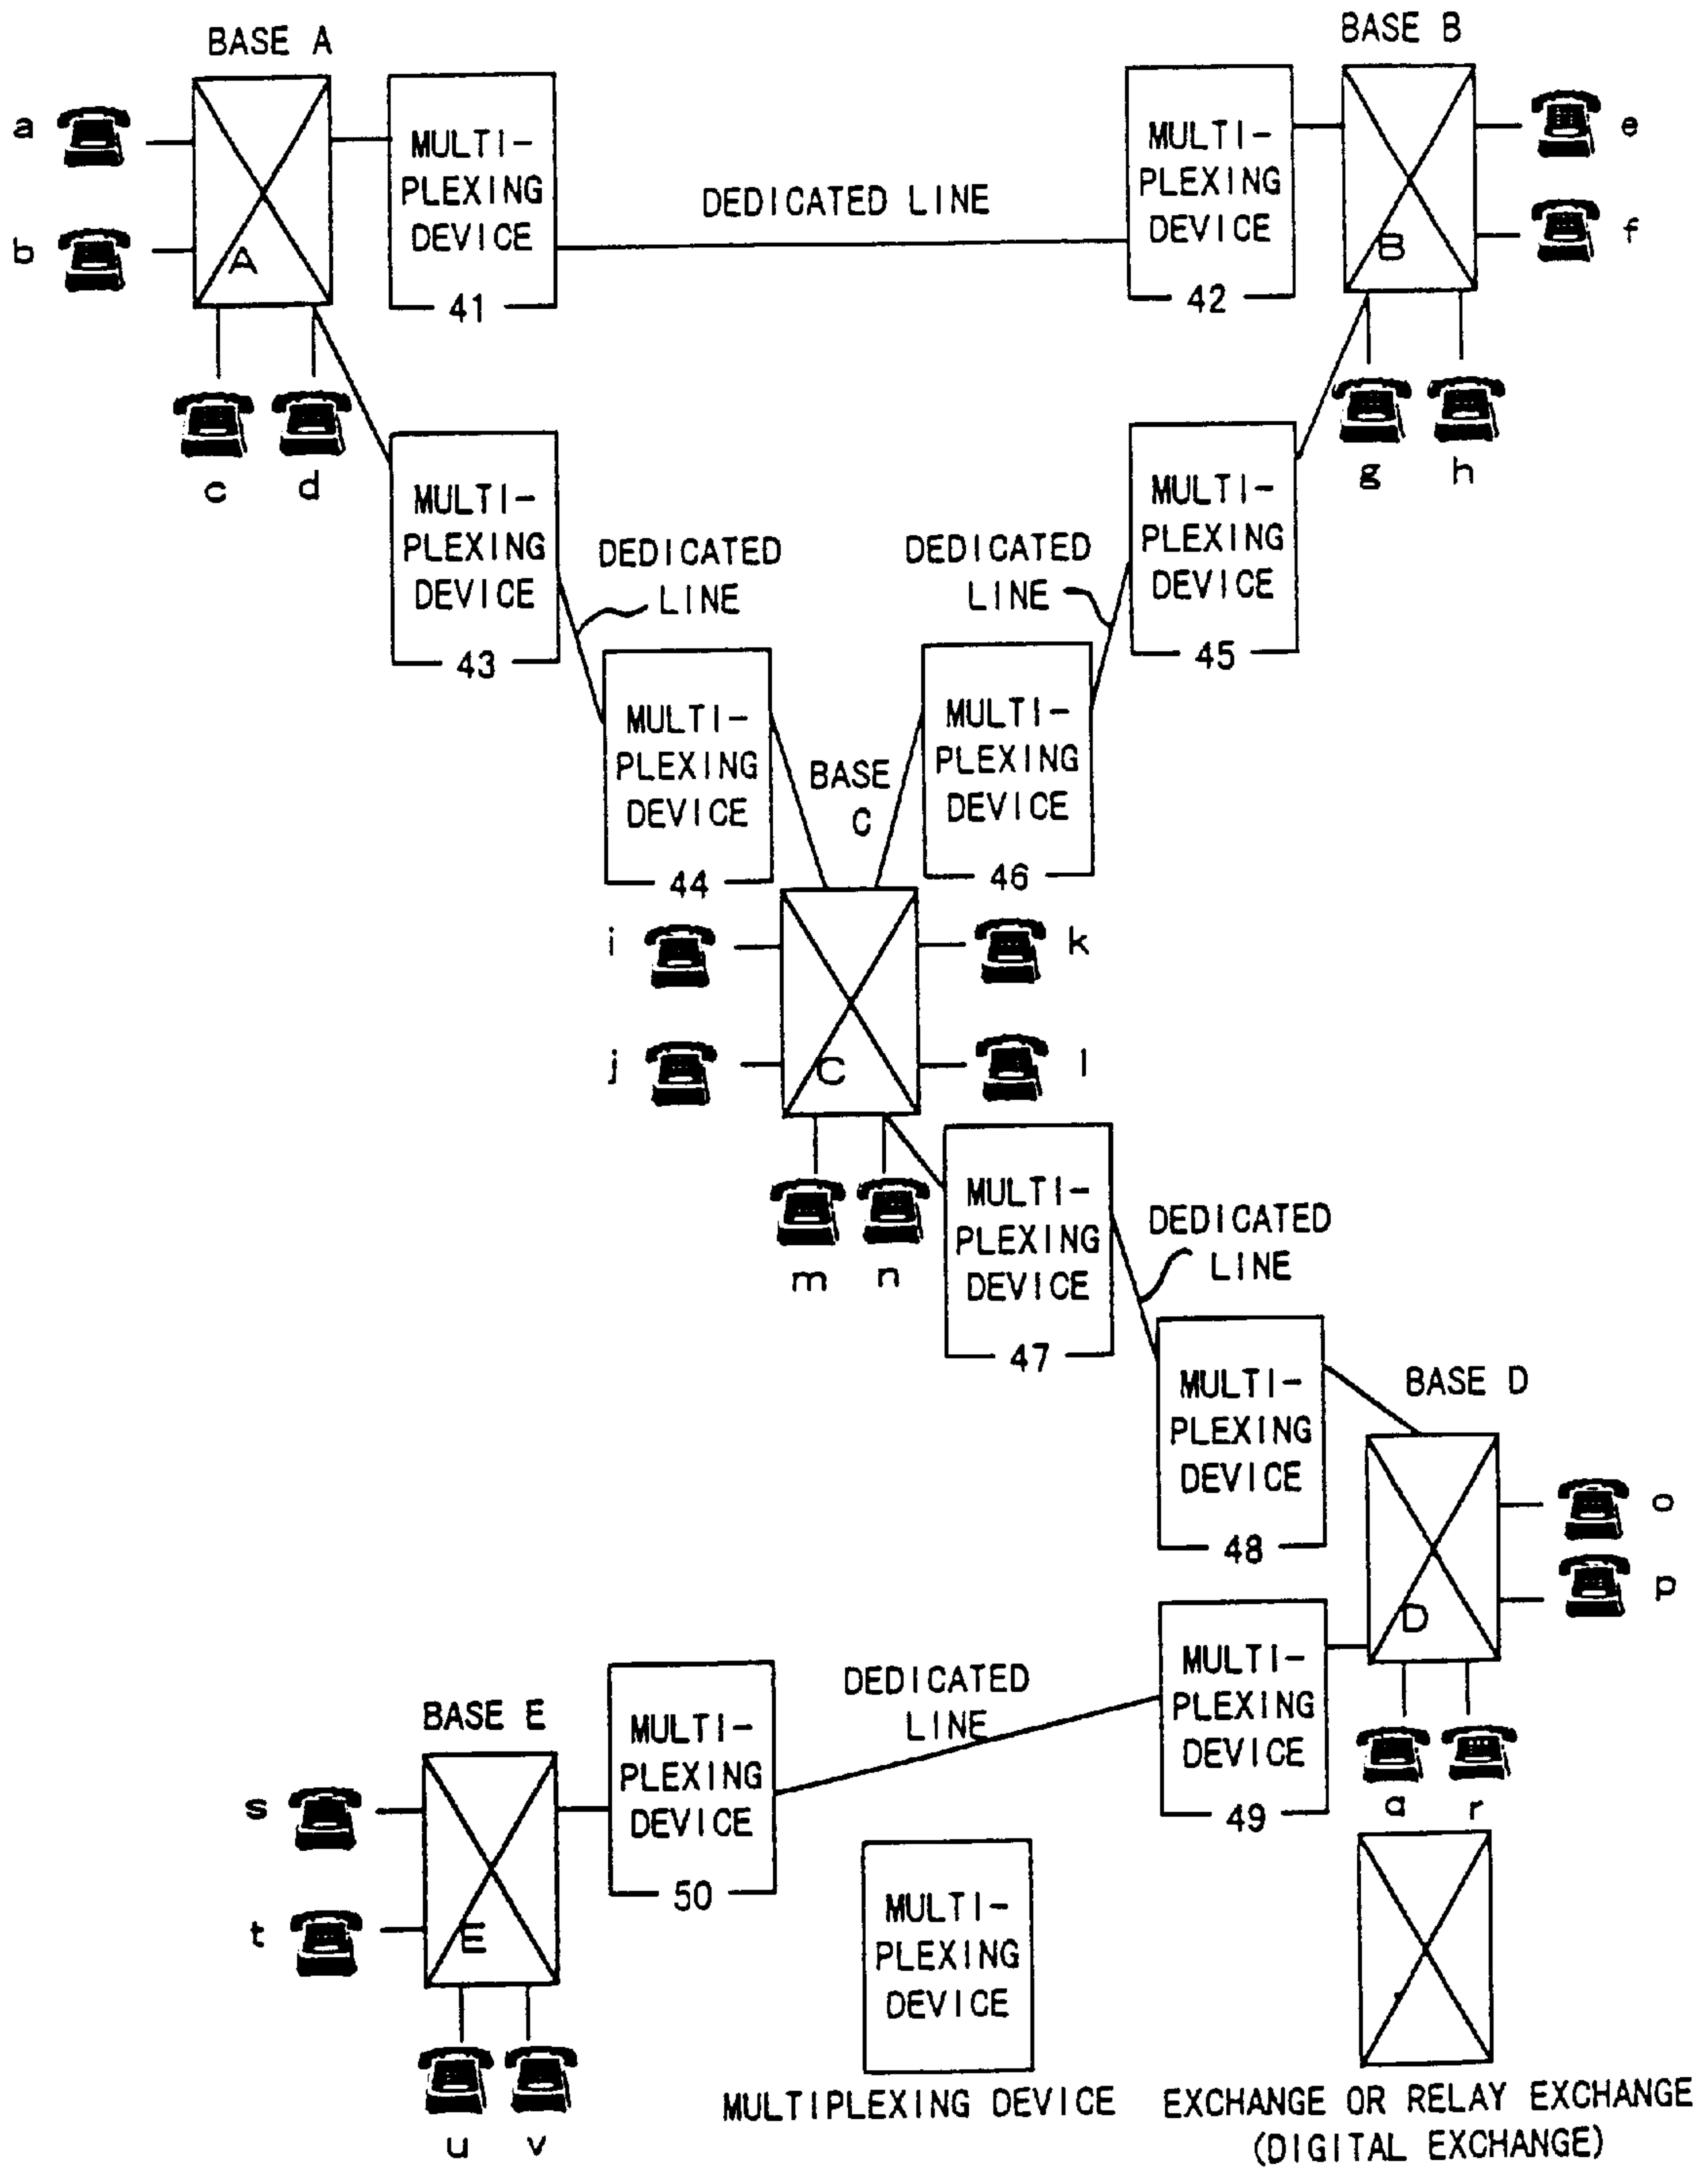 BASE A
BASE B
a
b
A
MULTI-
PLEXING
DEVICE
41
DEDICATED LINE
MULTI-
PLEXING
DEVICE
42
B
e
f
c
d
g
h
MULTI-
PLEXING
DEVICE
43
DEDICATED
LINE
DEDICATED
LINE
MULTI-
PLEXING
DEVICE
45
MULTI-
PLEXING
DEVICE
44
BASE
C
MULTI-
PLEXING
DEVICE
46
i
j
C
k
l
m
n
MULTI-
PLEXING
DEVICE
47
DEDICATED
LINE
MULTI-
PLEXING
DEVICE
48
BASE D
D
o
p
a
r
MULTI-
PLEXING
DEVICE
49
DEDICATED
LINE
BASE E
MULTI-
PLEXING
DEVICE
50
s
t
E
u
v
MULTI-
PLEXING
DEVICE
MULTIPLEXING DEVICE
EXCHANGE OR RELAY EXCHANGE
(DIGITAL EXCHANGE)